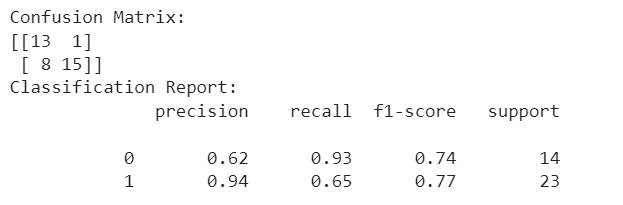 Confusion Matrix:
[[13  1]
 [ 8 15]]
Classification Report:
              precision    recall  f1-score   support

           0       0.62      0.93      0.74        14
           1       0.94      0.65      0.77        23